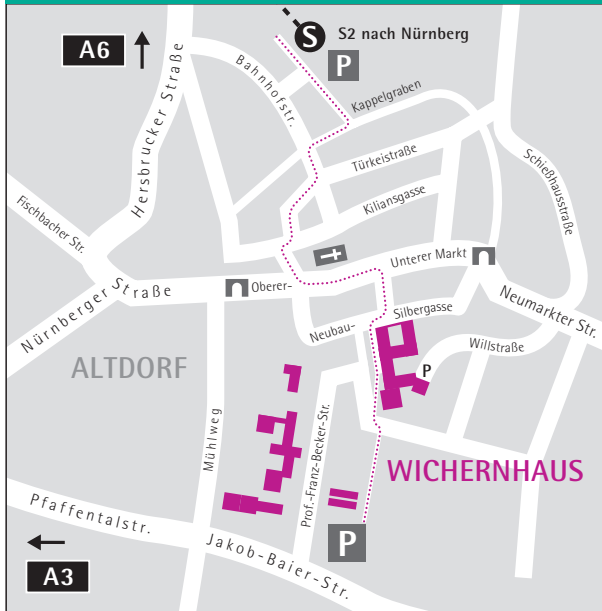 S
S2 nach Nürnberg
A6
P
Bahnhofstr.
Hersbrucker Straße
Kappelgraben
Türkeistraße
Schießhausstraße
Kiliansgasse
Fischbacher Str.
Unterer Markt
Oberer-
Nürnberger Straße
Neumarkter Str.
Silbergasse
Neubau-
Willstraße
ALTDORF
P
Mühlweg
Prof.-Franz-Becker-Str.
WICHERNHAUS
Pfaffentalstr.
P
Jakob-Baier-Str.
A3